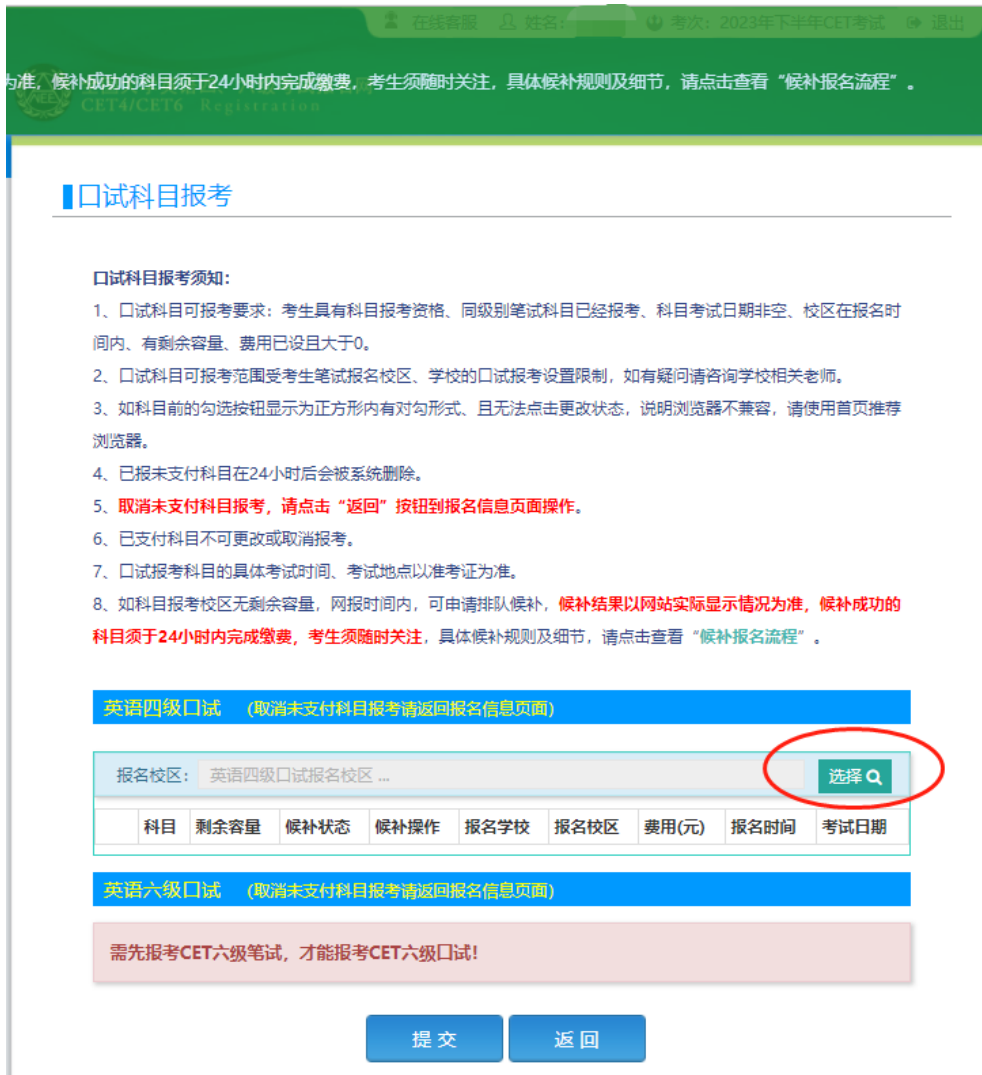 在线客服 姓名: 考次: 2023年下半年CET考试 退出
为准，候补成功的科目须于24小时内完成缴费，考生须随时关注，具体候补规则及细节，请点击查看“候补报名流程”。
CET4/CET6 Registration
口试科目报考
口试科目报考须知：
1、口试科目可报考要求：考生具有科目报考资格、同级别笔试科目已经报考、科目考试日期非空、校区在报名时
间内、有剩余容量、费用已设且大于0。
2、口试科目可报考范围受考生笔试报名校区、学校的口试报考设置限制，如有疑问请咨询学校相关老师。
3、如科目前的勾选按钮显示为正方形内有对勾形式、且无法点击更改状态，说明浏览器不兼容，请使用首页推荐
浏览器。
4、已报未支付科目在24小时后会被系统删除。
5、取消未支付科目报考，请点击“返回”按钮到报名信息页面操作。
6、已支付科目不可更改或取消报考。
7、口试报考科目的具体考试时间、考试地点以准考证为准。
8、如科目报考校区无剩余容量，网报时间内，可申请排队候补，候补结果以网站实际显示情况为准，候补成功的
科目须于24小时内完成缴费，考生须随时关注，具体候补规则及细节，请点击查看“候补报名流程”。
英语四级口试 (取消未支付科目报考请返回报名信息页面)
报名校区: 英语四级口试报名校区 ... 选择
科目 剩余容量 候补状态 候补操作 报名学校 报名校区 费用(元) 报名时间 考试日期
英语六级口试 (取消未支付科目报考请返回报名信息页面)
需先报考CET六级笔试，才能报考CET六级口试!
提 交 返 回